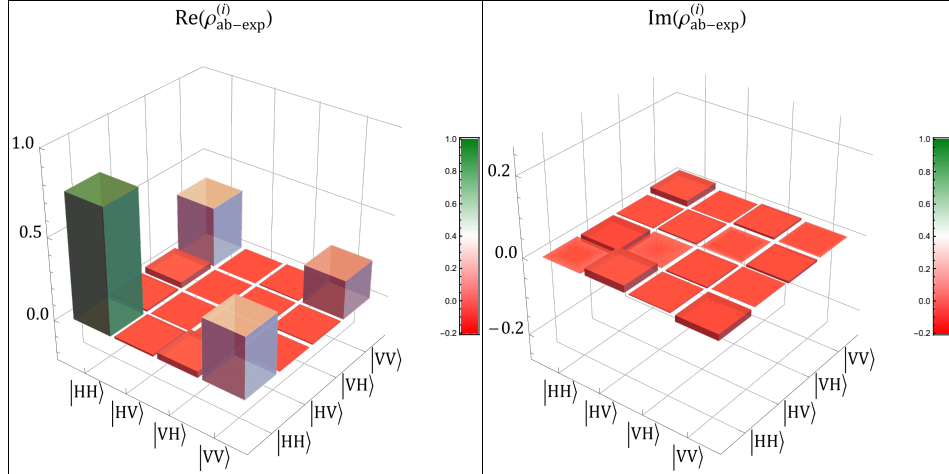 Re(ρ_{ab−exp}^{(i)})
1.0
0.5
0.0
|HH⟩
|HV⟩
|VH⟩
|VV⟩
|HH⟩
|HV⟩
|VH⟩
|VV⟩
1.0
0.8
0.6
0.4
0.2
0.0
−0.2
Im(ρ_{ab−exp}^{(i)})
0.2
0.0
−0.2
|HH⟩
|HV⟩
|VH⟩
|VV⟩
|HH⟩
|HV⟩
|VH⟩
|VV⟩
1.0
0.8
0.6
0.4
0.2
0.0
−0.2